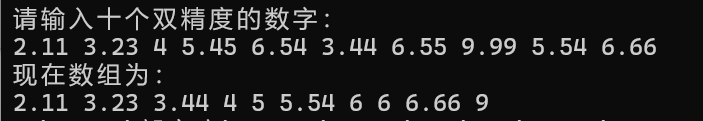 请输入十个双精度的数字:
2.11 3.23 4 5.45 6.54 3.44 6.55 9.99 5.54 6.66
现在数组为:
2.11 3.23 3.44 4 5 5.54 6 6 6.66 9